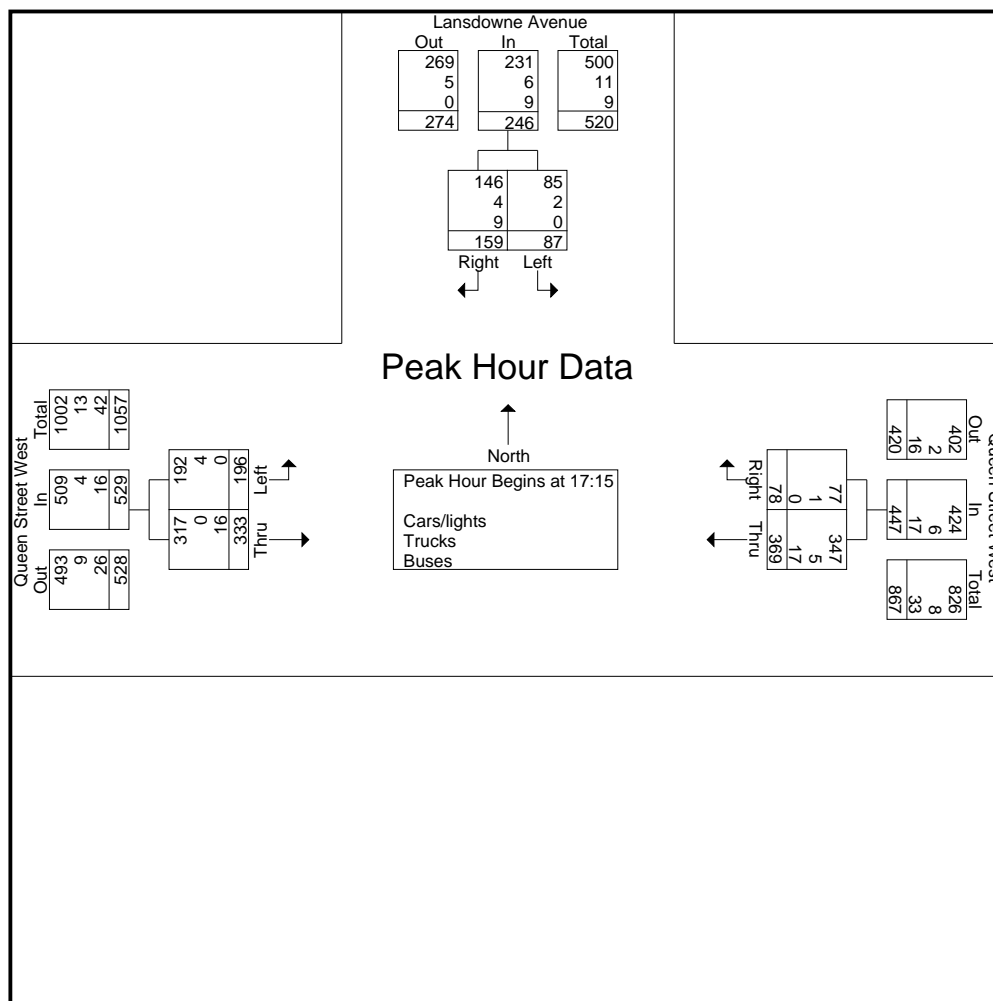 Lansdowne Avenue
Out In Total
269 231 500
5 6 11
0 9 9
274 246 520
146 85
4 2
9 0
159 87
Right Left
Peak Hour Data
North
Peak Hour Begins at 17:15
Cars/lights
Trucks
Buses
Queen Street West
Out In Total
493 509 1002
9 4 13
26 16 42
528 529 1057
317 192
0 4
16 0
333 196
Thru Left
Queen Street West
Out In Total
402 424 826
2 6 8
16 17 33
420 447 867
77 347
1 5
0 17
78 369
Right Thru